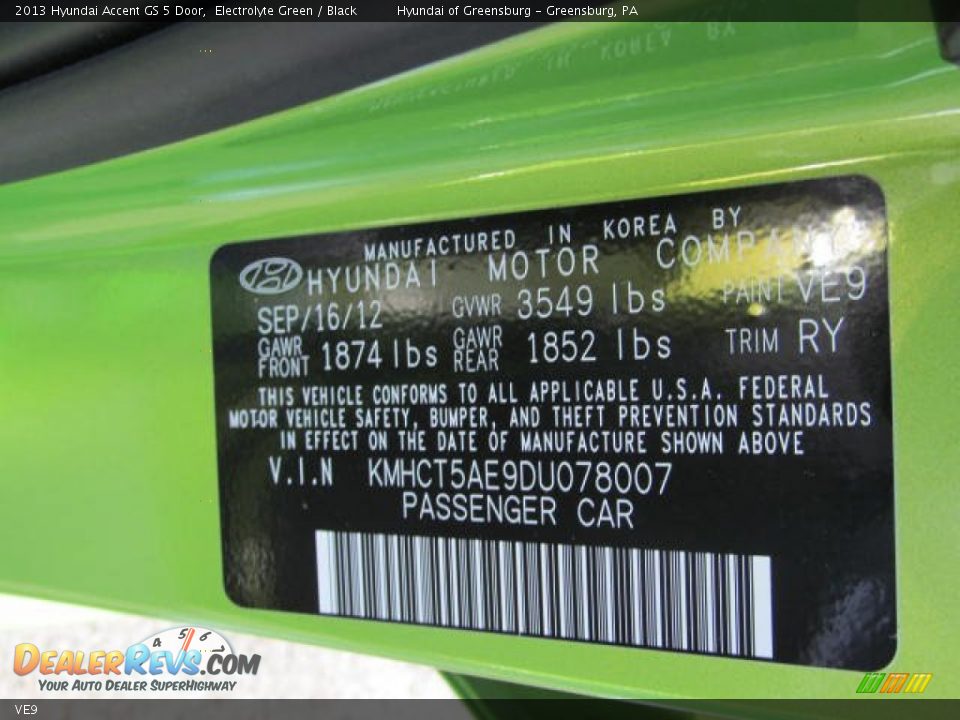 2013 Hyundai Accent GS 5 Door, Electrolyte Green / Black Hyundai of Greensburg - Greensburg, PA
MANUFACTURED IN KOREA BY
HYUNDAI MOTOR COMPANY
SEP/16/12 GVWR 3549 lbs PAINT VE9
GAWR FRONT 1874 lbs GAWR REAR 1852 lbs TRIM RY
THIS VEHICLE CONFORMS TO ALL APPLICABLE U.S.A. FEDERAL
MOTOR VEHICLE SAFETY, BUMPER, AND THEFT PREVENTION STANDARDS
IN EFFECT ON THE DATE OF MANUFACTURE SHOWN ABOVE
V.I.N KMHCT5AE9DU078007
PASSENGER CAR
4 5 6
DEALERREVS.COM
YOUR AUTO DEALER SUPERHIGHWAY
VE9